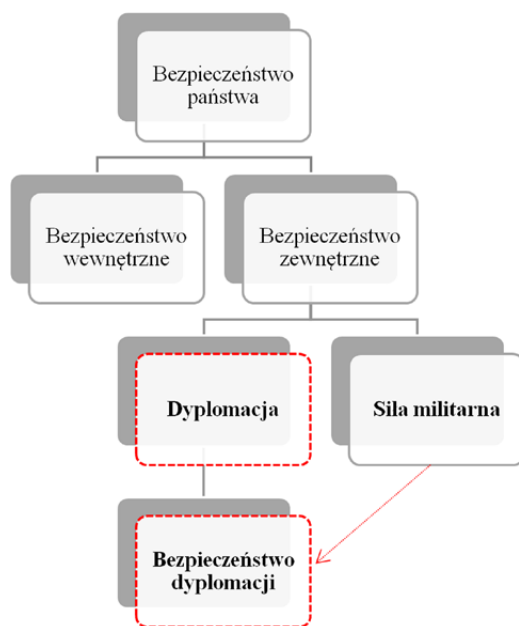 Bezpieczeństwo
państwa
Bezpieczeństwo
wewnętrzne
Bezpieczeństwo
zewnętrzne
Dyplomacja
Siła militarna
Bezpieczeństwo
dyplomacji